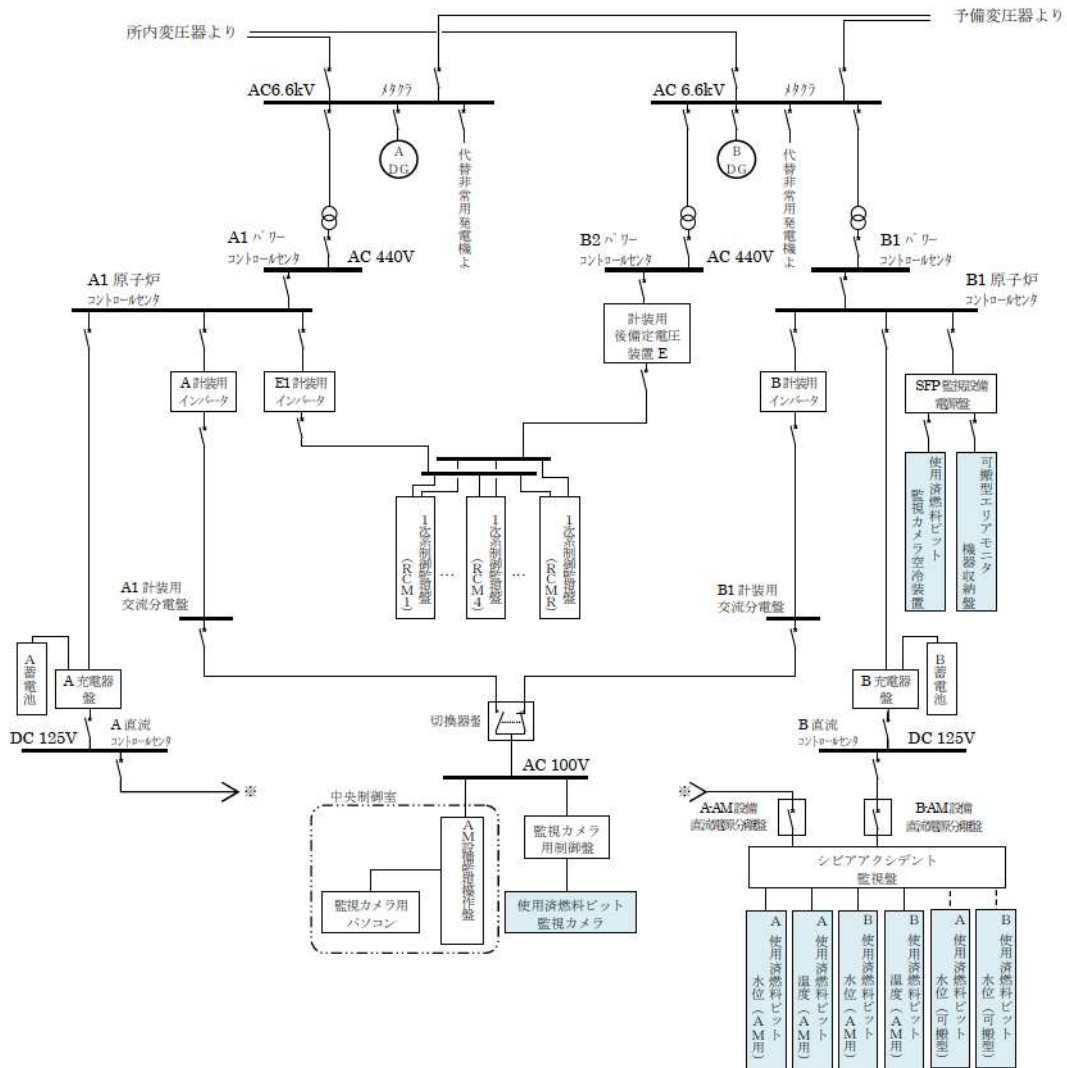 所内変圧器より
予備変圧器より
AC6.6kV
メタクラ
AC 6.6kV
メタクラ
A
DG
代替非常用発電機よ
B
DG
代替非常用発電機よ
A1 パワー
コントロールセンタ
AC 440V
B2 パワー
コントロールセンタ
AC 440V
B1 パワー
コントロールセンタ
A1 原子炉
コントロールセンタ
B1 原子炉
コントロールセンタ
計装用
後備定電圧
装置 E
A 計装用
インバータ
E1 計装用
インバータ
B 計装用
インバータ
SFP 監視設備
電源盤
使用済燃料ピット
監視カメラ空冷装置
可搬型エリアモニタ
機器収納盤
1次系制御監視盤
(RCM1)
…
1次系制御監視盤
(RCM4)
…
1次系制御監視盤
(RCMR)
A1 計装用
交流分電盤
B1 計装用
交流分電盤
A蓄電池
A 充電器
盤
B 充電器
盤
B蓄電池
切換器盤
DC 125V
A 直流
コントロールセンタ
B 直流
コントロールセンタ
DC 125V
※
AC 100V
※
A-AM 設備
直流電源分離盤
B-AM 設備
直流電源分離盤
中央制御室
AM設備監視操作盤
監視カメラ
用制御盤
監視カメラ用
パソコン
使用済燃料ピット
監視カメラ
シビアアクシデント
監視盤
A 使用済燃料ピット
水位(AM用)
A 使用済燃料ピット
温度(AM用)
B 使用済燃料ピット
水位(AM用)
B 使用済燃料ピット
温度(AM用)
A 使用済燃料ピット
水位(可搬型)
B 使用済燃料ピット
水位(可搬型)